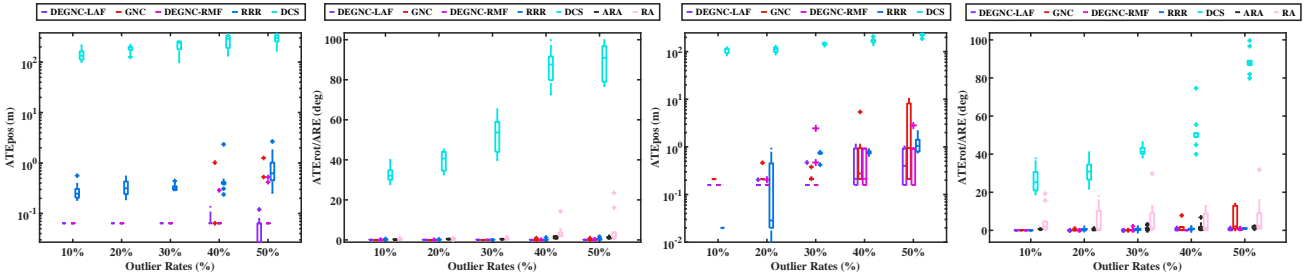 DEGNC-LAF GNC DEGNC-RMF RRR DCS
ATEpos (m)
10^2
10^1
10^0
10^-1
10% 20% 30% 40% 50%
Outlier Rates (%)
DEGNC-LAF GNC DEGNC-RMF RRR DCS ARA RA
ATErot/ARE (deg)
100
80
60
40
20
0
10% 20% 30% 40% 50%
Outlier Rates (%)
DEGNC-LAF GNC DEGNC-RMF RRR DCS
ATEpos (m)
10^2
10^1
10^0
10^-1
10^-2
10% 20% 30% 40% 50%
Outlier Rates (%)
DEGNC-LAF GNC DEGNC-RMF RRR DCS ARA RA
ATErot/ARE (deg)
100
80
60
40
20
0
10% 20% 30% 40% 50%
Outlier Rates (%)